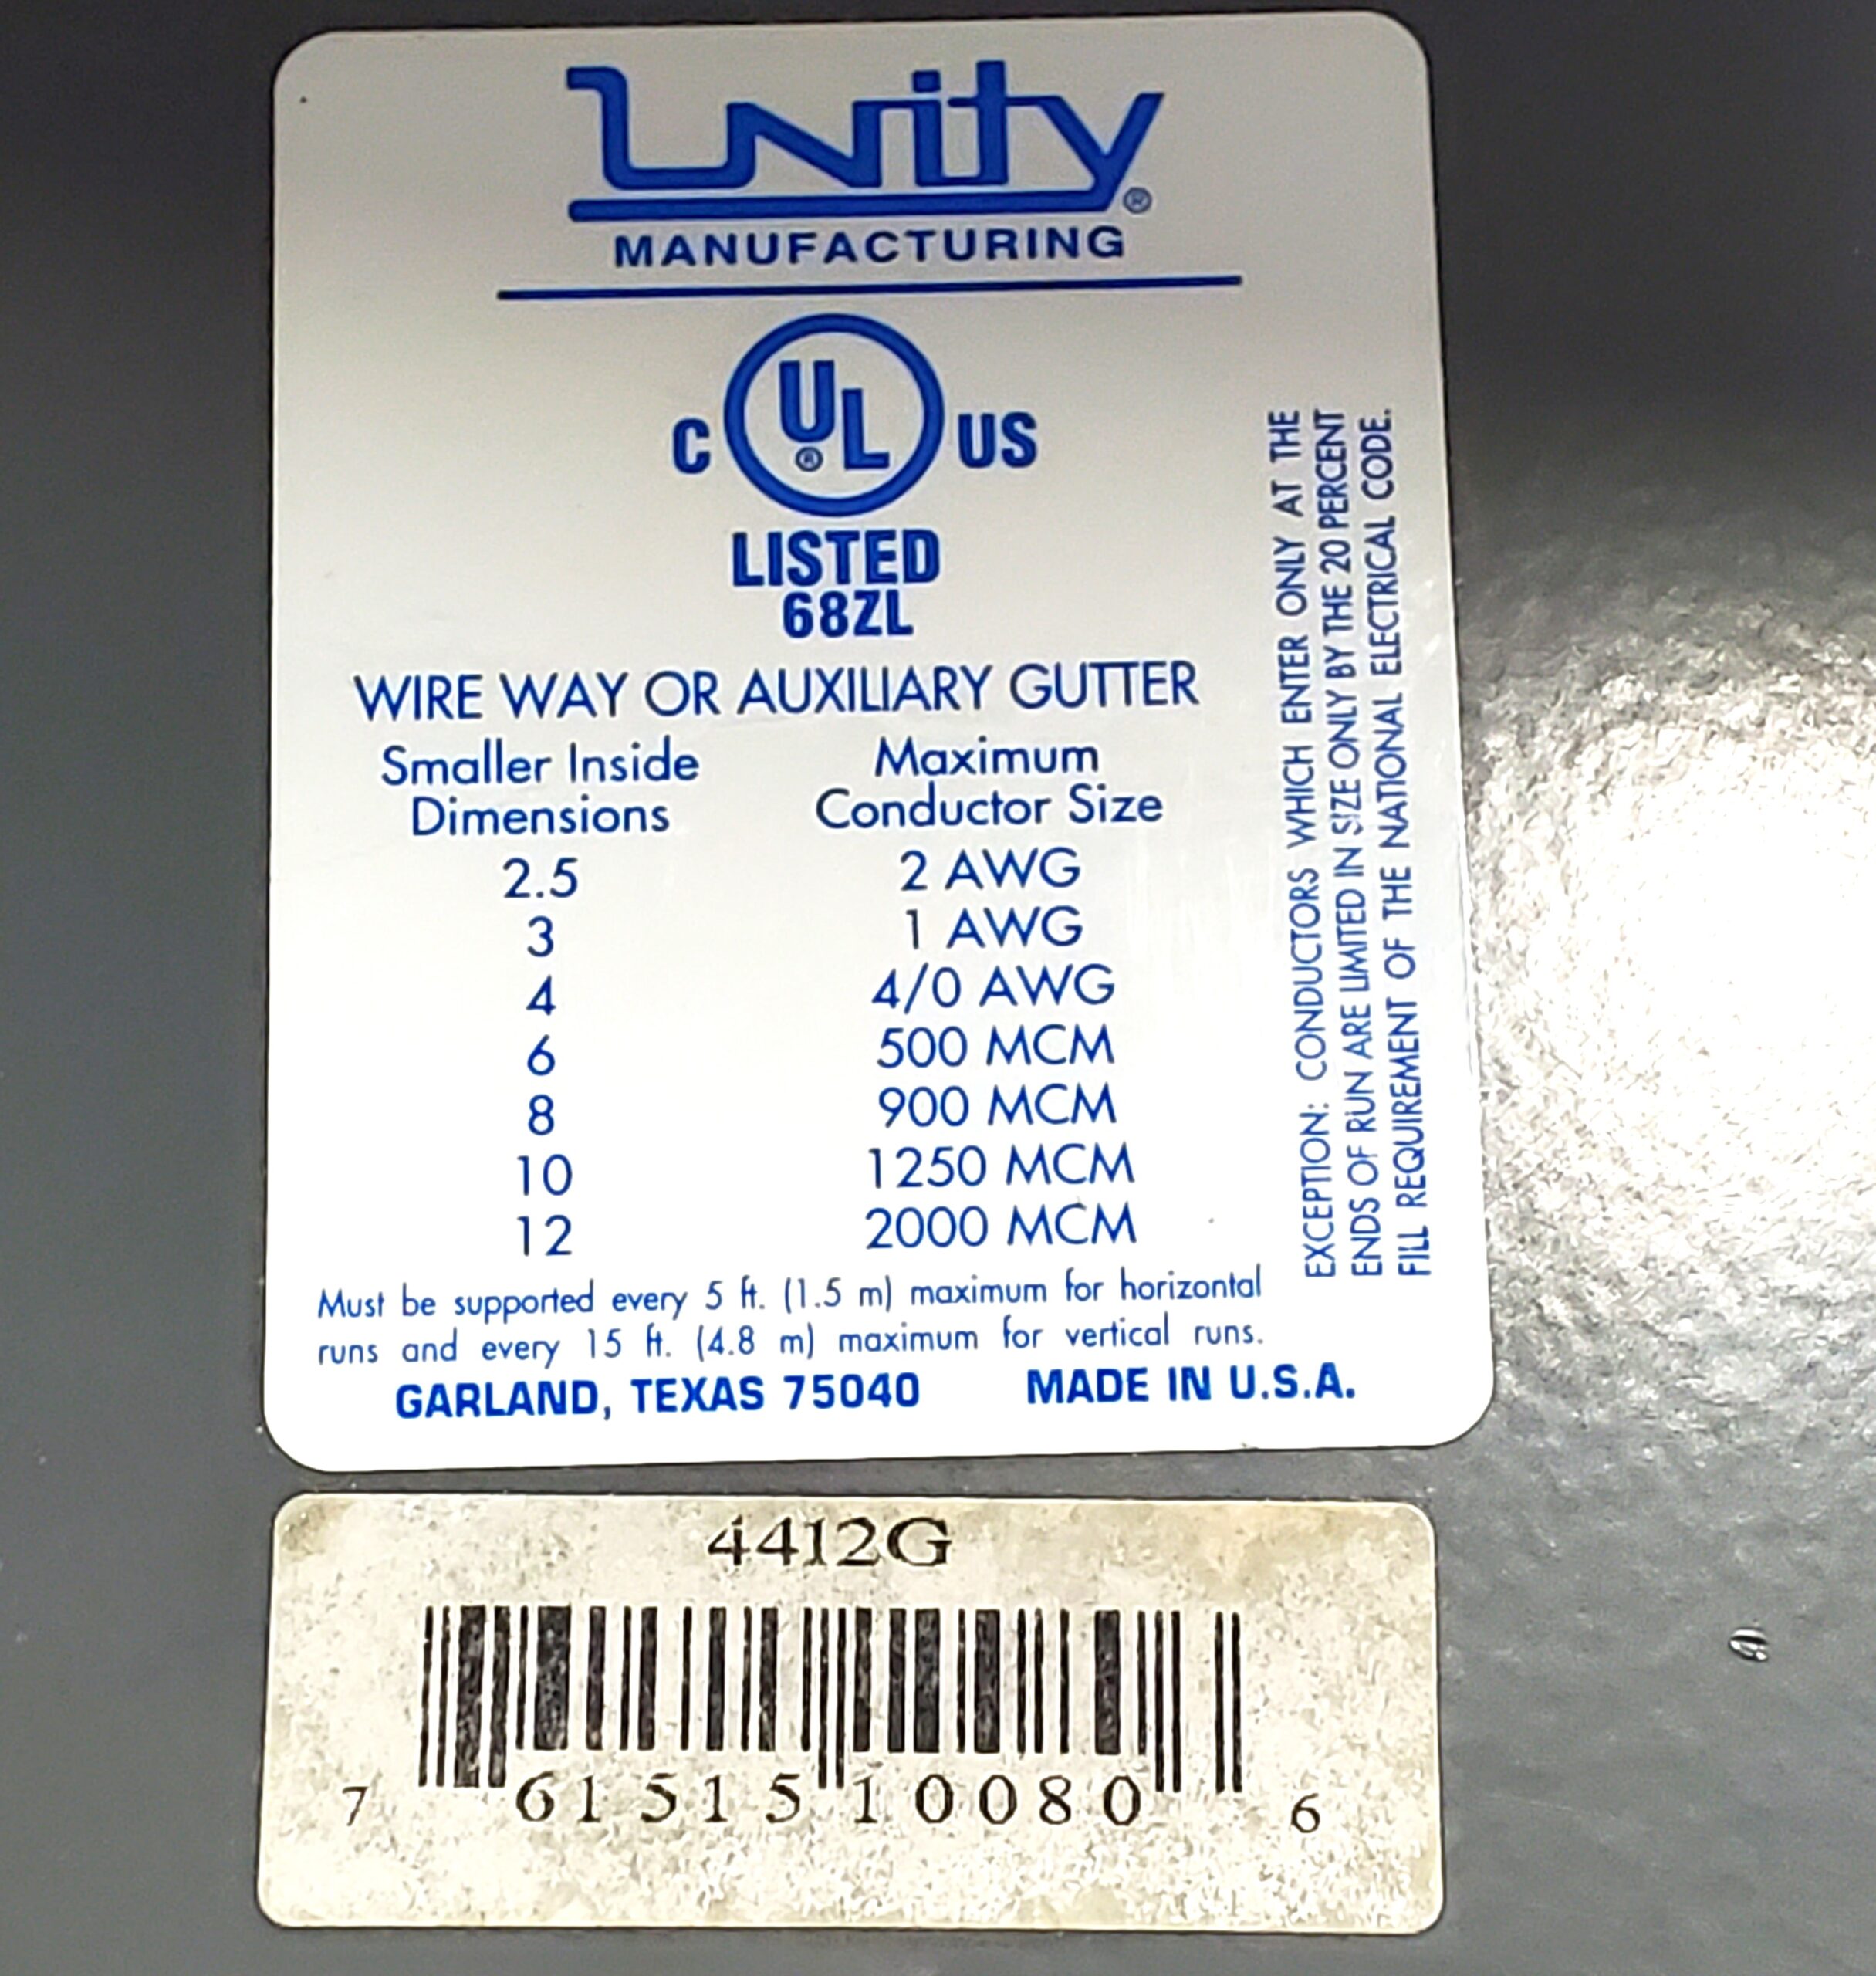 Unity®
MANUFACTURING
C UL® US
LISTED
68ZL
WIRE WAY OR AUXILIARY GUTTER
Smaller Inside Dimensions Maximum Conductor Size
2.5 2 AWG
3 1 AWG
4 4/0 AWG
6 500 MCM
8 900 MCM
10 1250 MCM
12 2000 MCM
Must be supported every 5 ft. (1.5 m) maximum for horizontal
runs and every 15 ft. (4.8 m) maximum for vertical runs.
GARLAND, TEXAS 75040 MADE IN U.S.A.
EXCEPTION: CONDUCTORS WHICH ENTER ONLY AT THE
ENDS OF RUN ARE LIMITED IN SIZE ONLY BY THE 20 PERCENT
FILL REQUIREMENT OF THE NATIONAL ELECTRICAL CODE.
4412G
7 61515 10080 6